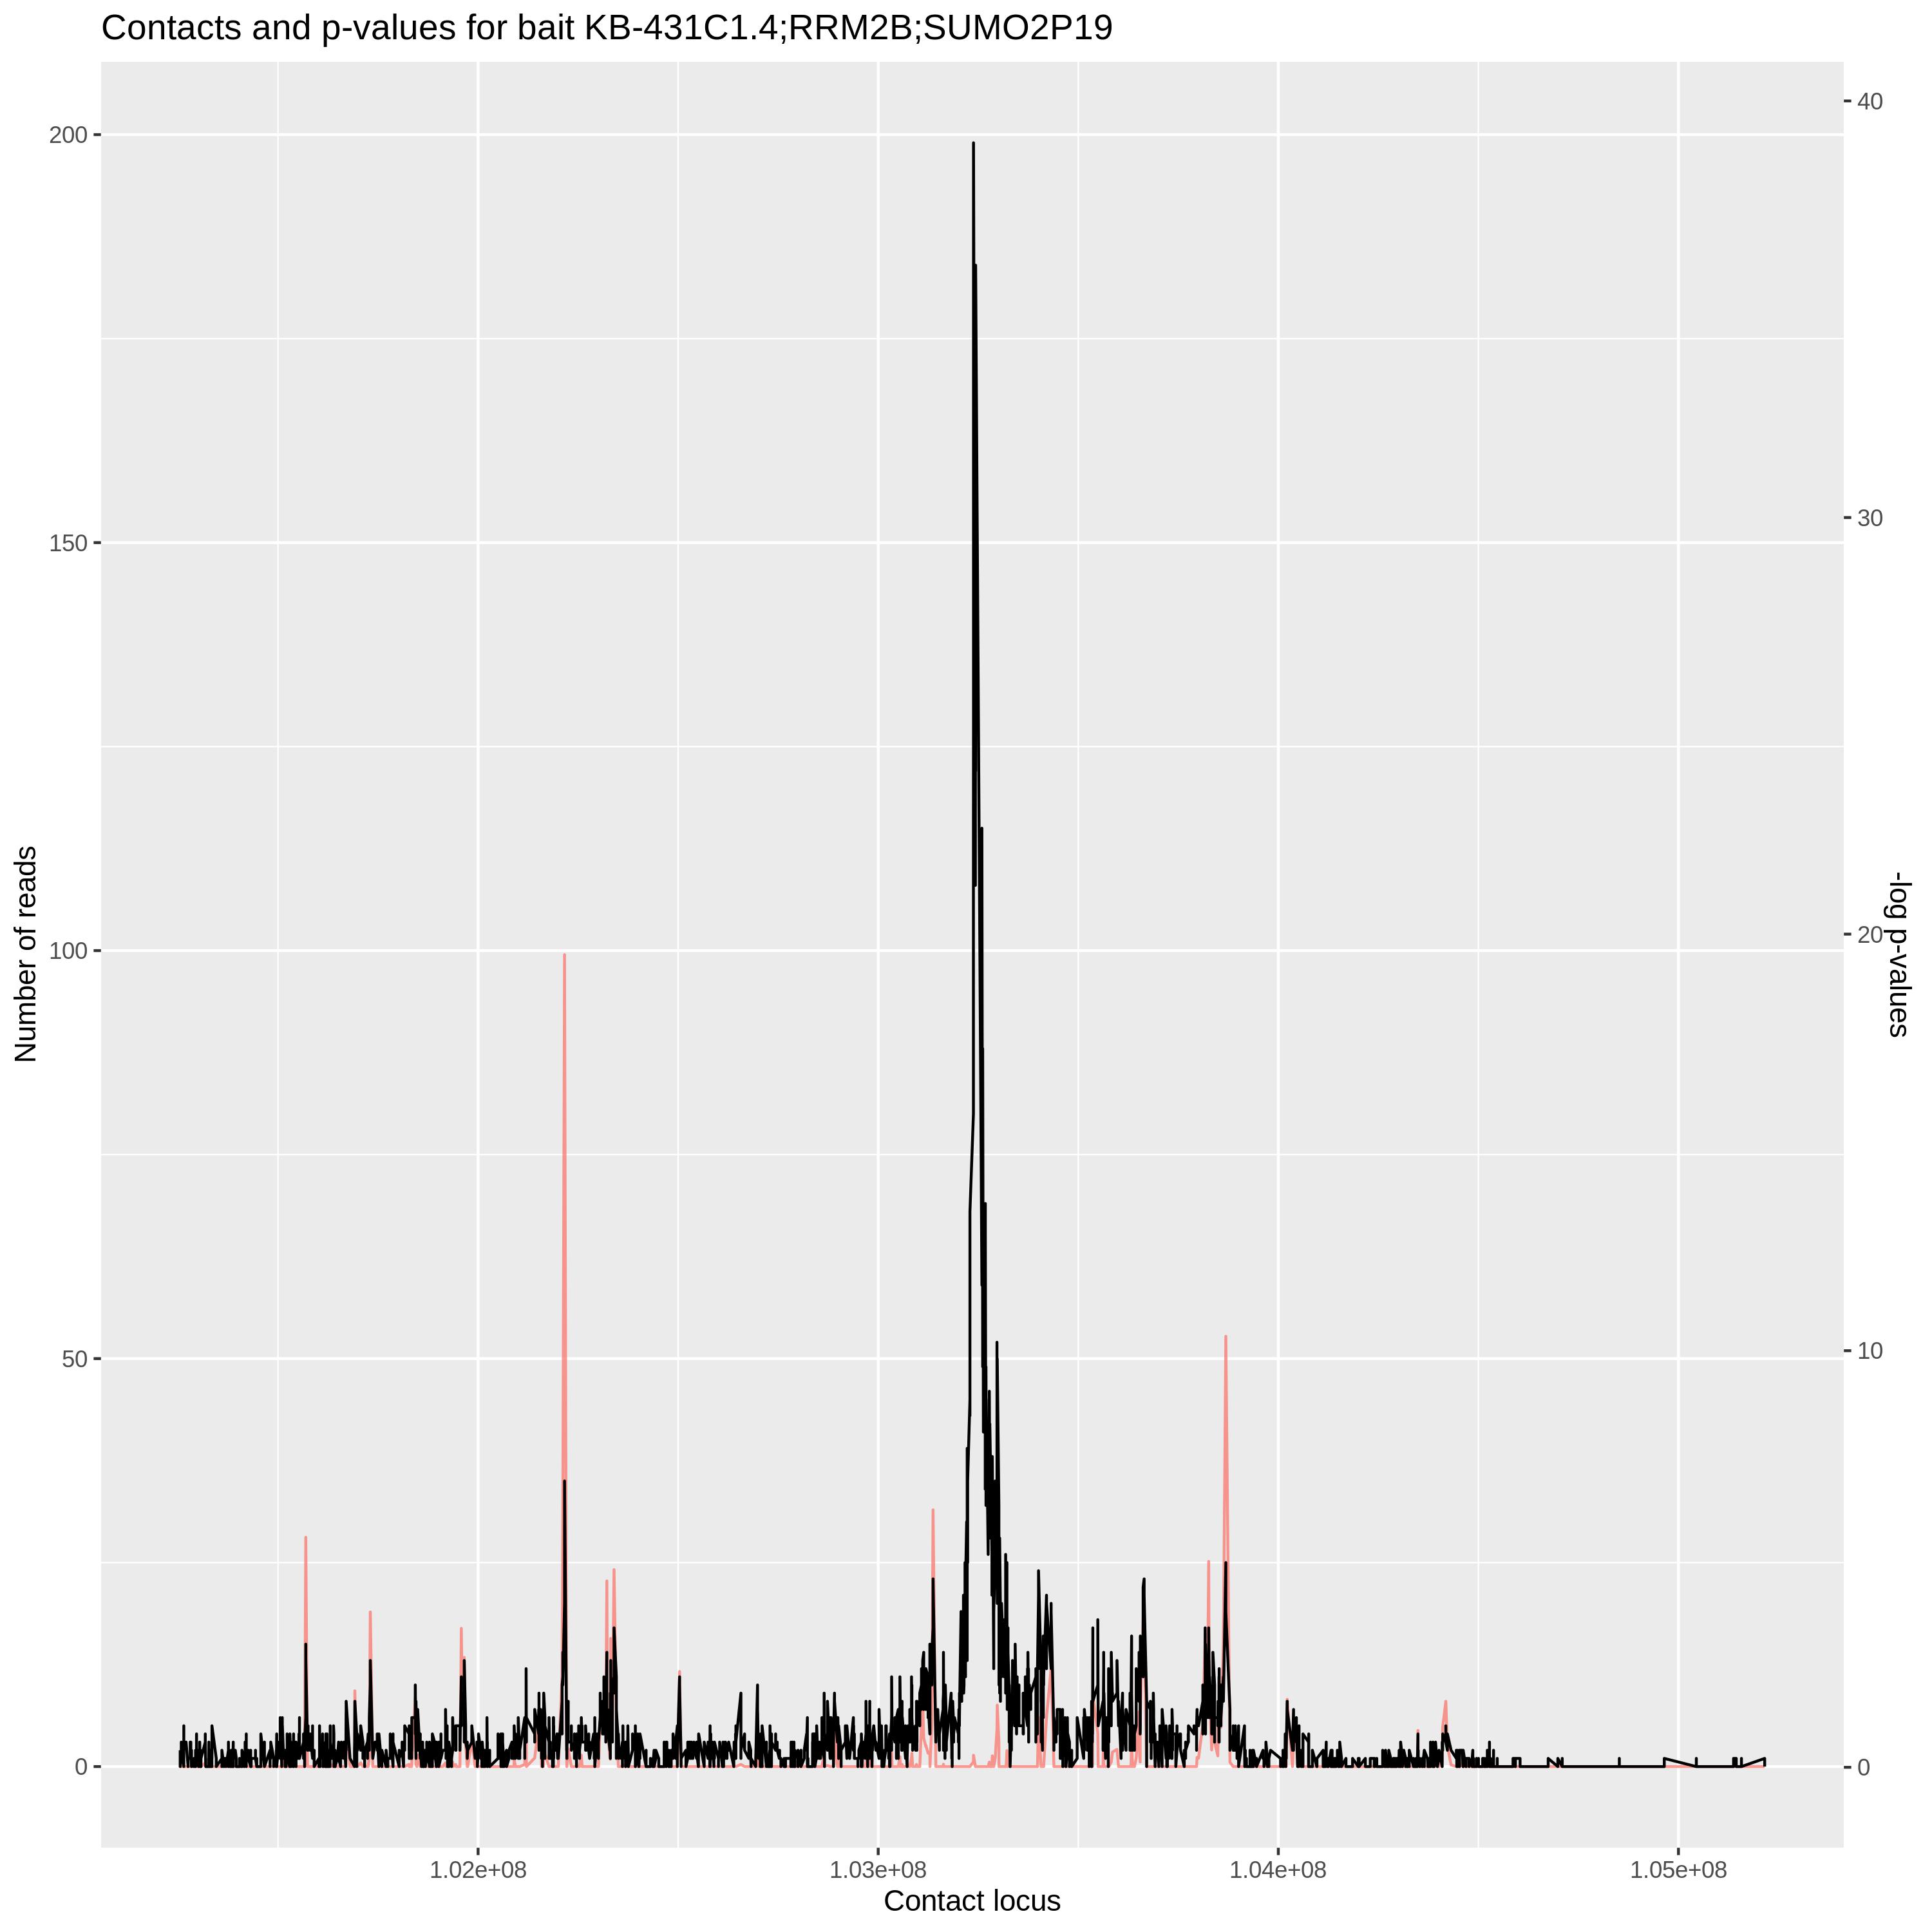 Contacts and p-values for bait KB-431C1.4;RRM2B;SUMO2P19
200
150
100
50
0
Number of reads
40
30
20
10
0
-log p-values
1.02e+08
1.03e+08
1.04e+08
1.05e+08
Contact locus